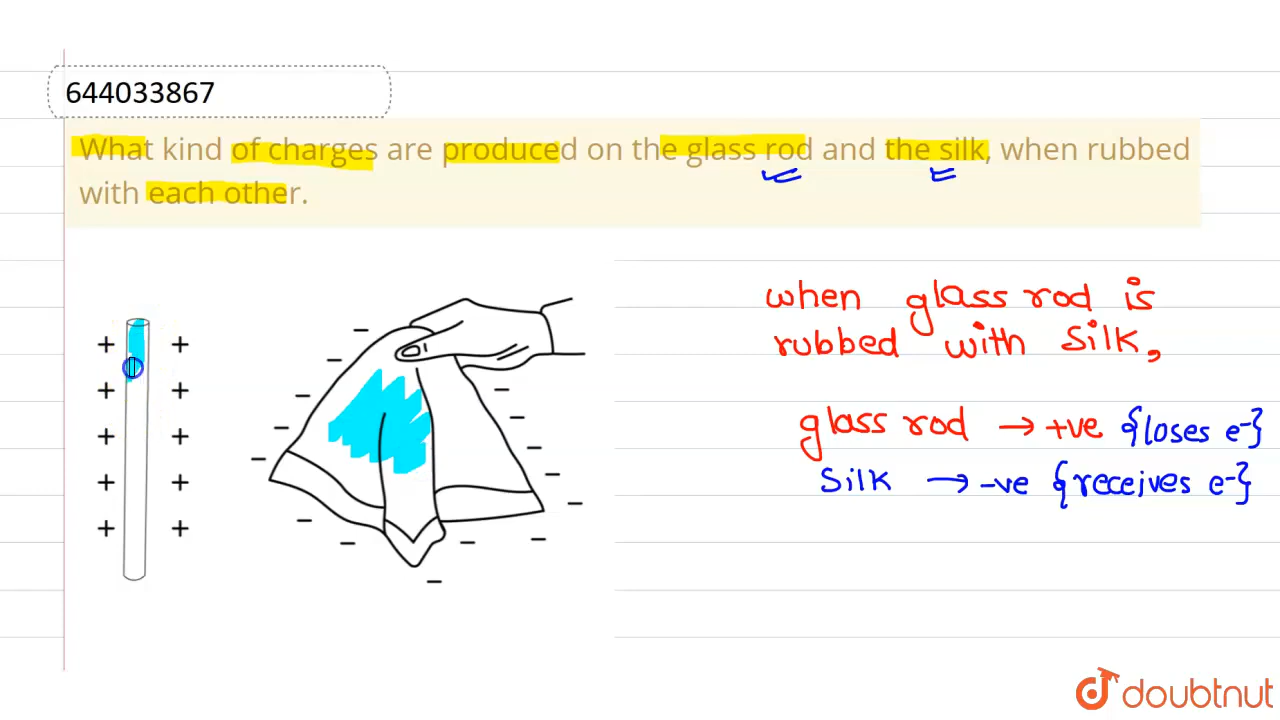 644033867
What kind of charges are produced on the glass rod and the silk, when rubbed
with each other.
when glass rod is
rubbed with silk,
glass rod → +ve {loses e-}
silk → -ve {receives e-}
+ +
+ +
+ +
+ +
+ +
doubtnut